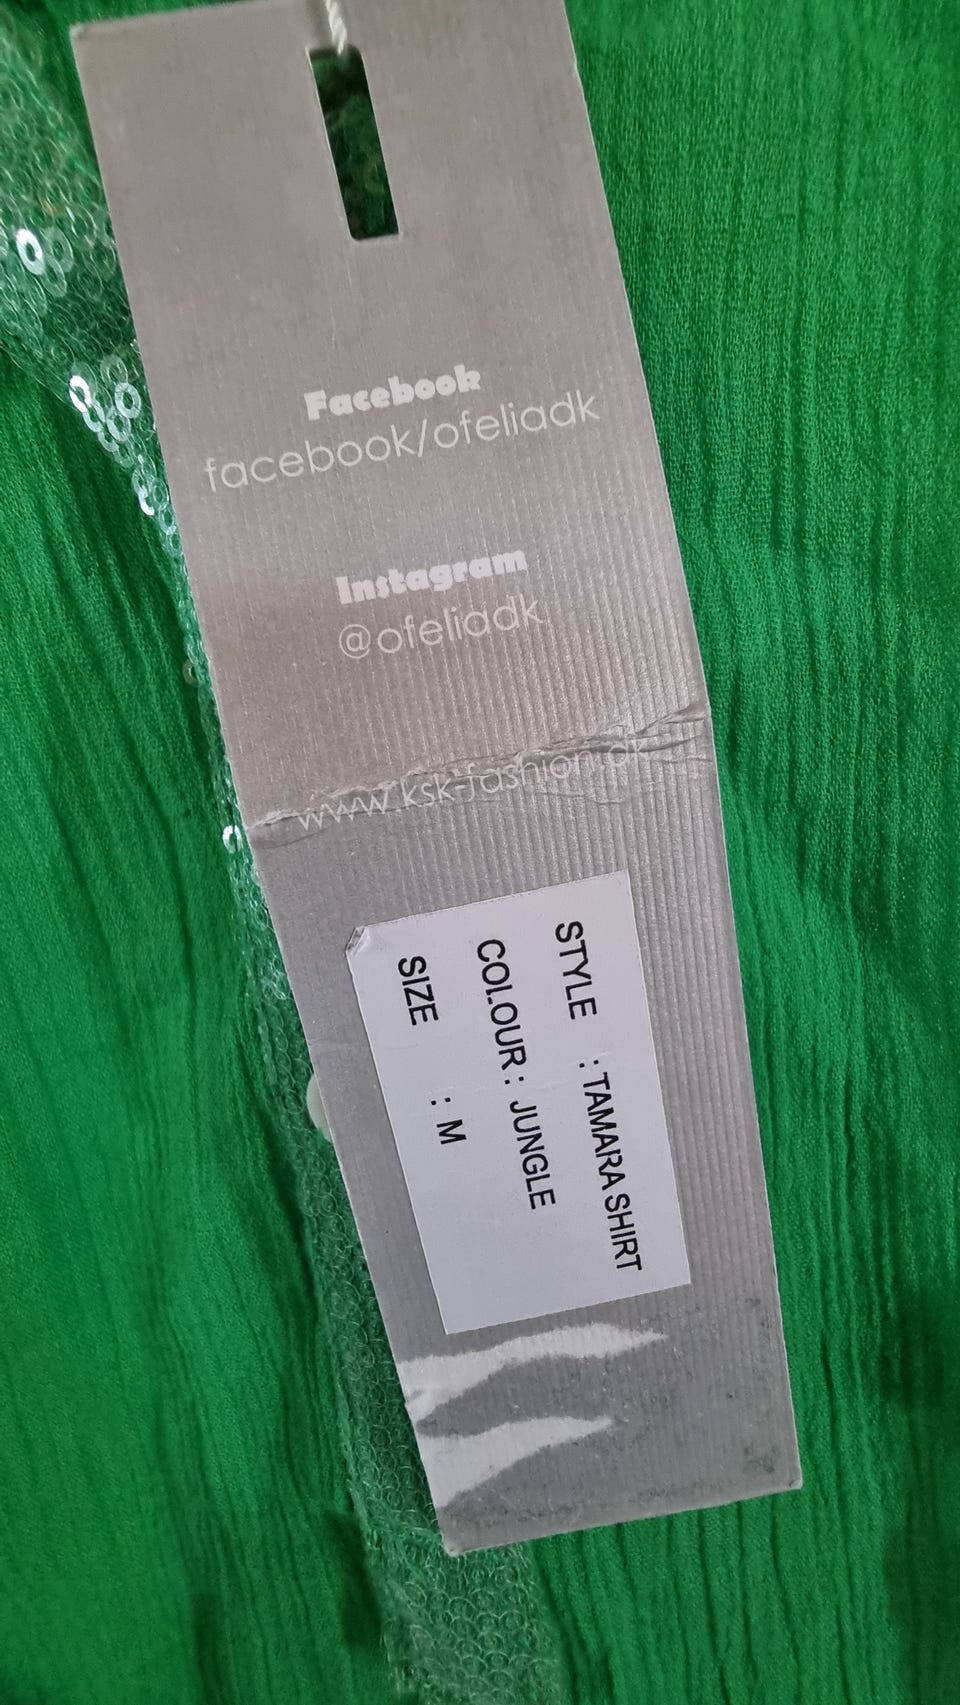 Facebook
facebook/ofeliadk
Instagram
@ofeliadk
www.ksk-fashion.dk
STYLE : TAMARA SHIRT
COLOUR : JUNGLE
SIZE : M